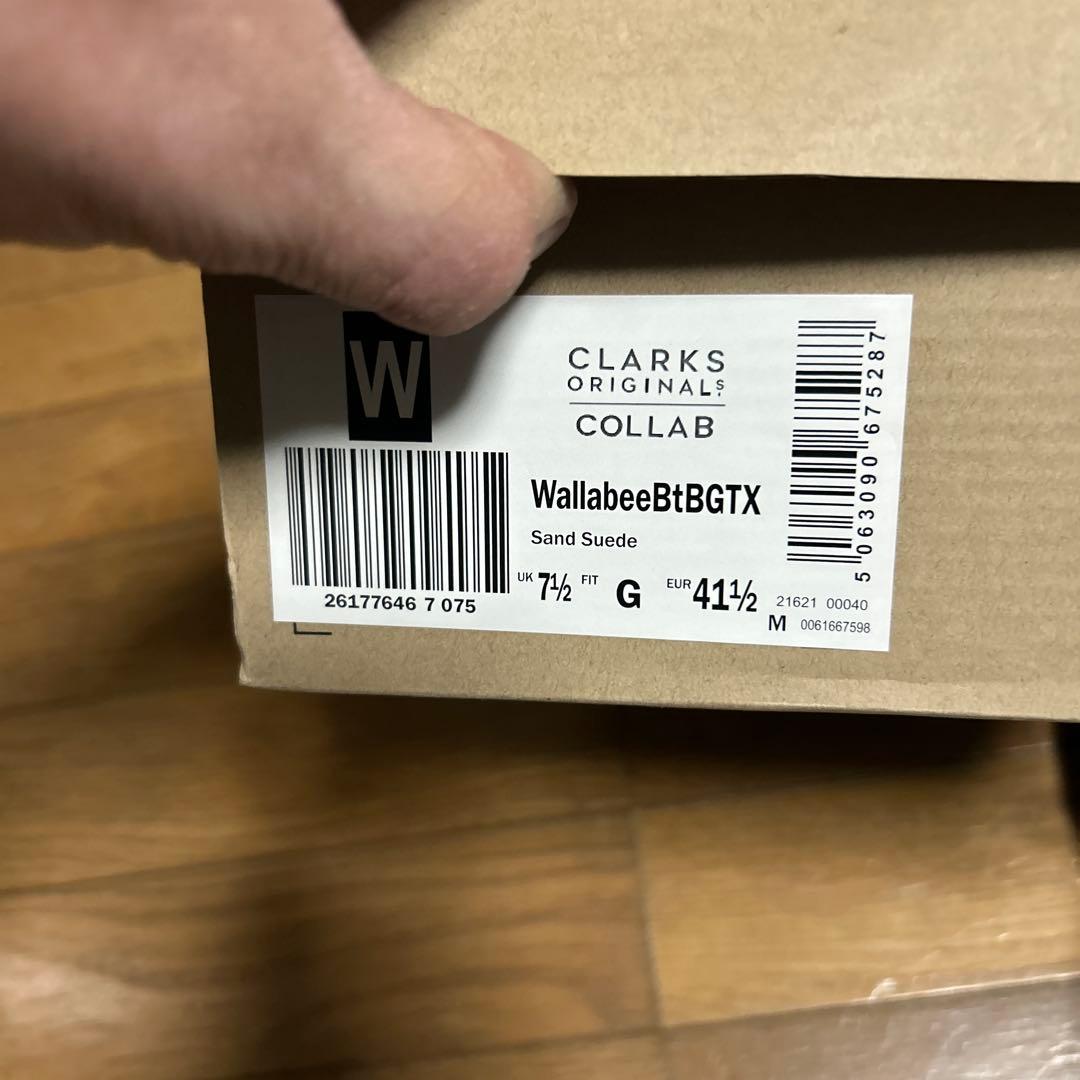 W
CLARKS
ORIGINALS.
COLLAB
WallabeeBtBGTX
Sand Suede
UK 7½ FIT G EUR 41½
26177646 7 075
21621 00040
M 0061667598
5 063090 675287